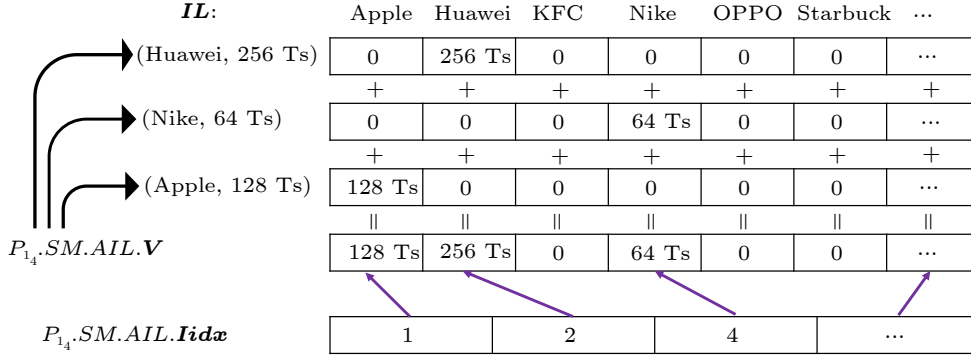 IL: Apple Huawei KFC Nike OPPO Starbuck ...
(Huawei, 256 Ts) 0 256 Ts 0 0 0 0 ...
+ + + + + + +
(Nike, 64 Ts) 0 0 0 64 Ts 0 0 ...
+ + + + + + +
(Apple, 128 Ts) 128 Ts 0 0 0 0 0 ...
= = = = = = =
P₁₄.SM.AIL.V 128 Ts 256 Ts 0 64 Ts 0 0 ...
P₁₄.SM.AIL.Iidx 1 2 4 ...